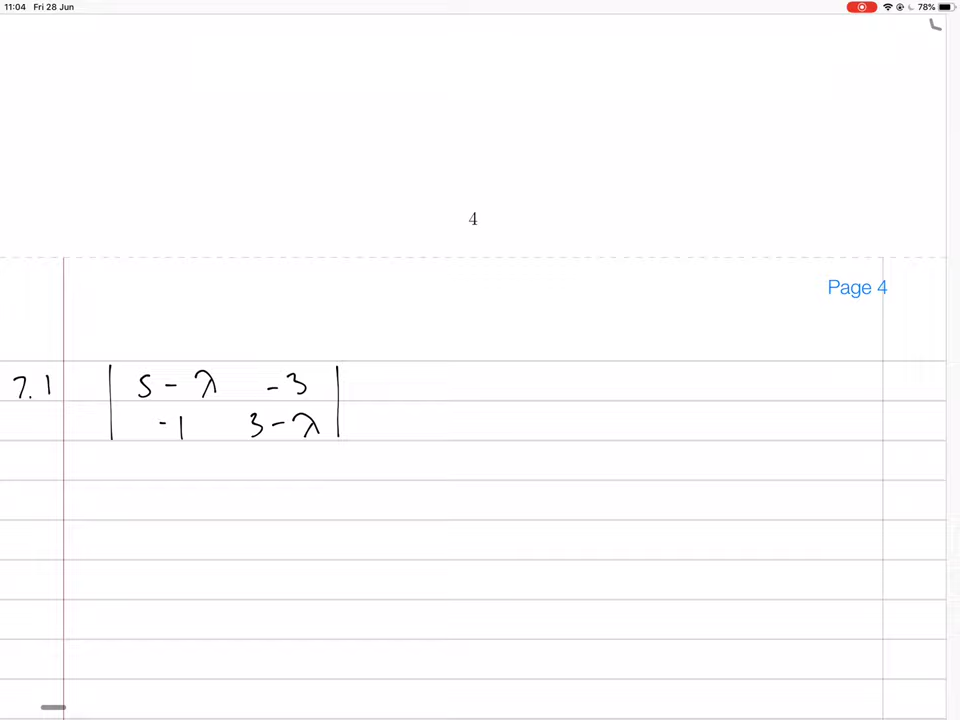 11:04 Fri 28 Jun 78%
4
Page 4
7.1 | 5 - λ -3 |
| -1 3 - λ |